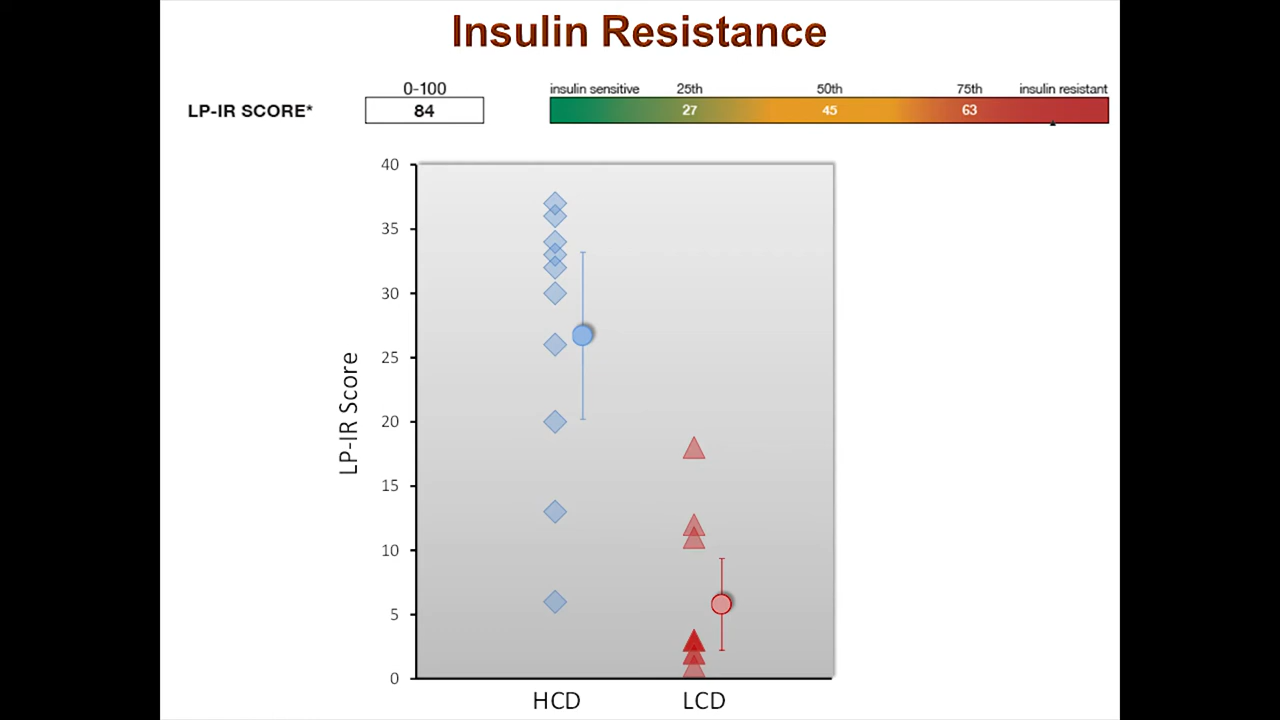 Insulin Resistance
0-100
insulin sensitive 25th 50th 75th insulin resistant
LP-IR SCORE* 84 27 45 63
40
35
30
25
20
15
10
5
0
LP-IR Score
HCD LCD